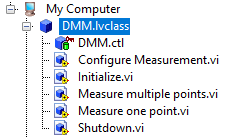 My Computer
DMM.lvclass
DMM.ctl
Configure Measurement.vi
Initialize.vi
Measure multiple points.vi
Measure one point.vi
Shutdown.vi